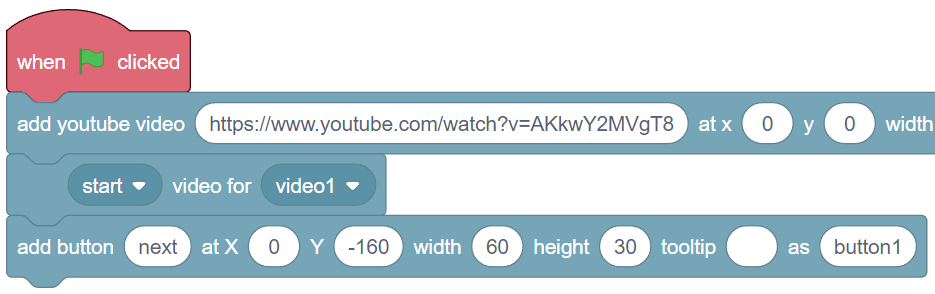 when clicked
add youtube video https://www.youtube.com/watch?v=AKkwY2MVgT8 at x 0 y 0 width
start video for video1
add button next at X 0 Y -160 width 60 height 30 tooltip as button1